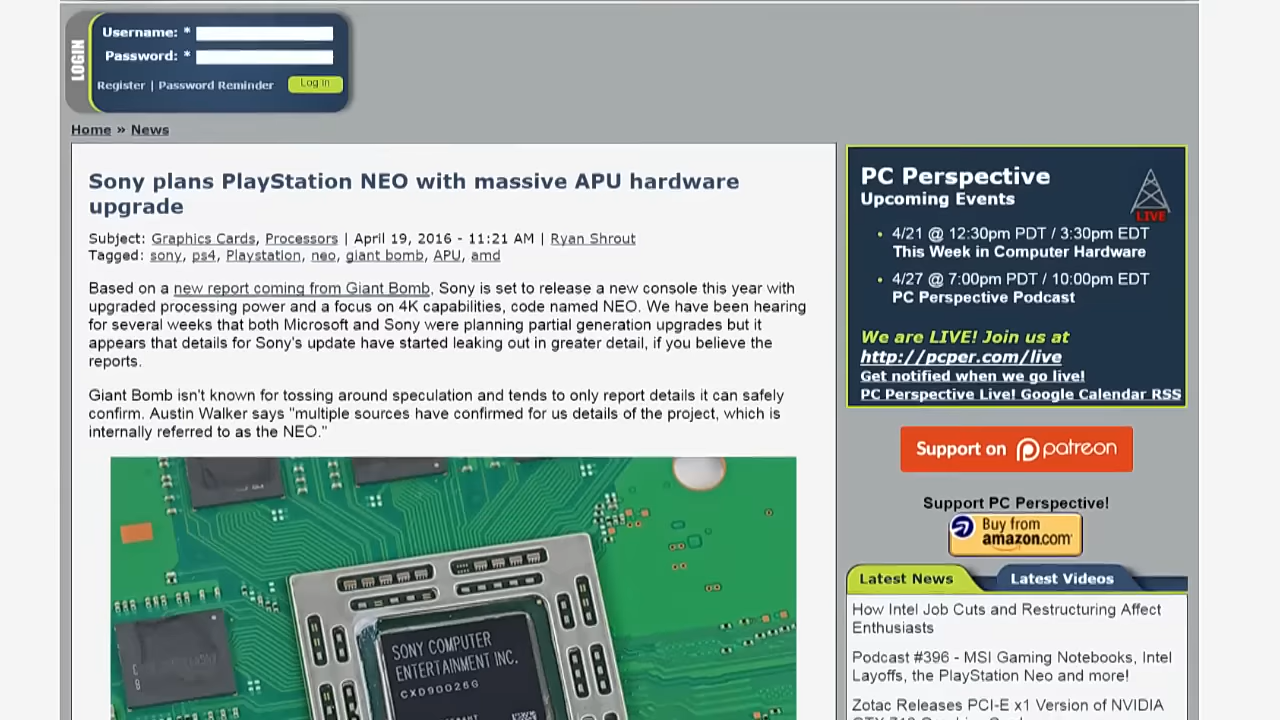 LOGIN
Username: *
Password: *
Register | Password Reminder
Log in
Home » News
Sony plans PlayStation NEO with massive APU hardware
upgrade
Subject: Graphics Cards, Processors | April 19, 2016 - 11:21 AM | Ryan Shrout
Tagged: sony, ps4, Playstation, neo, giant bomb, APU, amd
Based on a new report coming from Giant Bomb, Sony is set to release a new console this year with
upgraded processing power and a focus on 4K capabilities, code named NEO. We have been hearing
for several weeks that both Microsoft and Sony were planning partial generation upgrades but it
appears that details for Sony's update have started leaking out in greater detail, if you believe the
reports.
Giant Bomb isn't known for tossing around speculation and tends to only report details it can safely
confirm. Austin Walker says "multiple sources have confirmed for us details of the project, which is
internally referred to as the NEO."
SONY COMPUTER
ENTERTAINMENT INC.
CXD90026G
PC Perspective
Upcoming Events
LIVE
• 4/21 @ 12:30pm PDT / 3:30pm EDT
This Week in Computer Hardware
• 4/27 @ 7:00pm PDT / 10:00pm EDT
PC Perspective Podcast
We are LIVE! Join us at
http://pcper.com/live
Get notified when we go live!
PC Perspective Live! Google Calendar RSS
Support on patreon
Support PC Perspective!
Buy from
amazon.com
Latest News
Latest Videos
How Intel Job Cuts and Restructuring Affect
Enthusiasts
Podcast #396 - MSI Gaming Notebooks, Intel
Layoffs, the PlayStation Neo and more!
Zotac Releases PCI-E x1 Version of NVIDIA